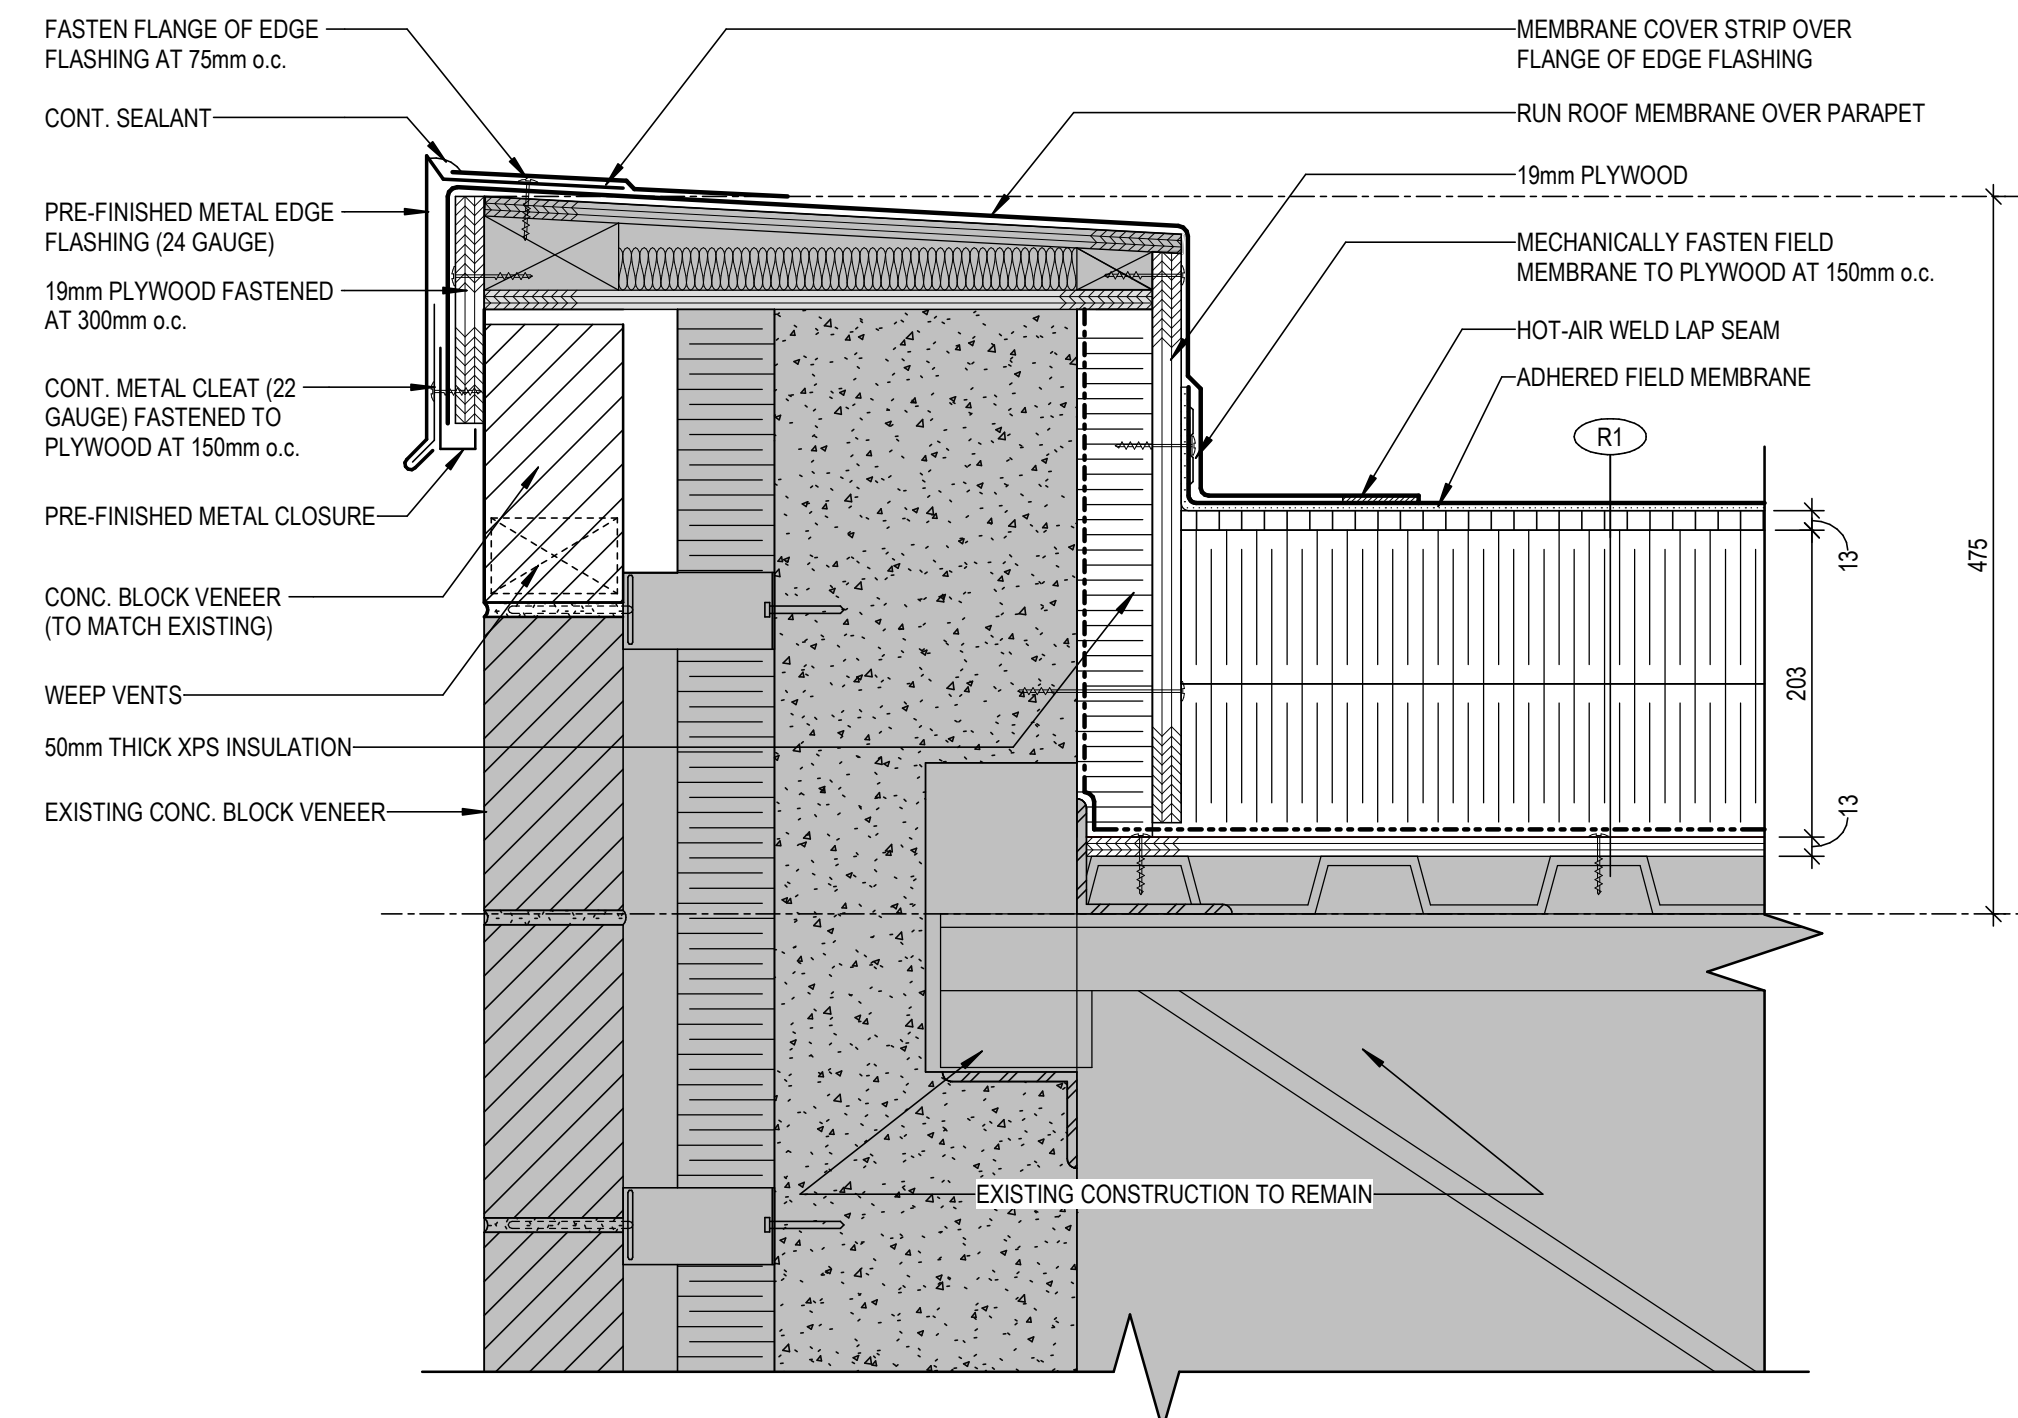 FASTEN FLANGE OF EDGE
FLASHING AT 75mm o.c.
CONT. SEALANT
PRE-FINISHED METAL EDGE
FLASHING (24 GAUGE)
19mm PLYWOOD FASTENED
AT 300mm o.c.
CONT. METAL CLEAT (22
GAUGE) FASTENED TO
PLYWOOD AT 150mm o.c.
PRE-FINISHED METAL CLOSURE
CONC. BLOCK VENEER
(TO MATCH EXISTING)
WEEP VENTS
50mm THICK XPS INSULATION
EXISTING CONC. BLOCK VENEER
MEMBRANE COVER STRIP OVER
FLANGE OF EDGE FLASHING
RUN ROOF MEMBRANE OVER PARAPET
19mm PLYWOOD
MECHANICALLY FASTEN FIELD
MEMBRANE TO PLYWOOD AT 150mm o.c.
HOT-AIR WELD LAP SEAM
ADHERED FIELD MEMBRANE
R1
13
475
203
13
EXISTING CONSTRUCTION TO REMAIN